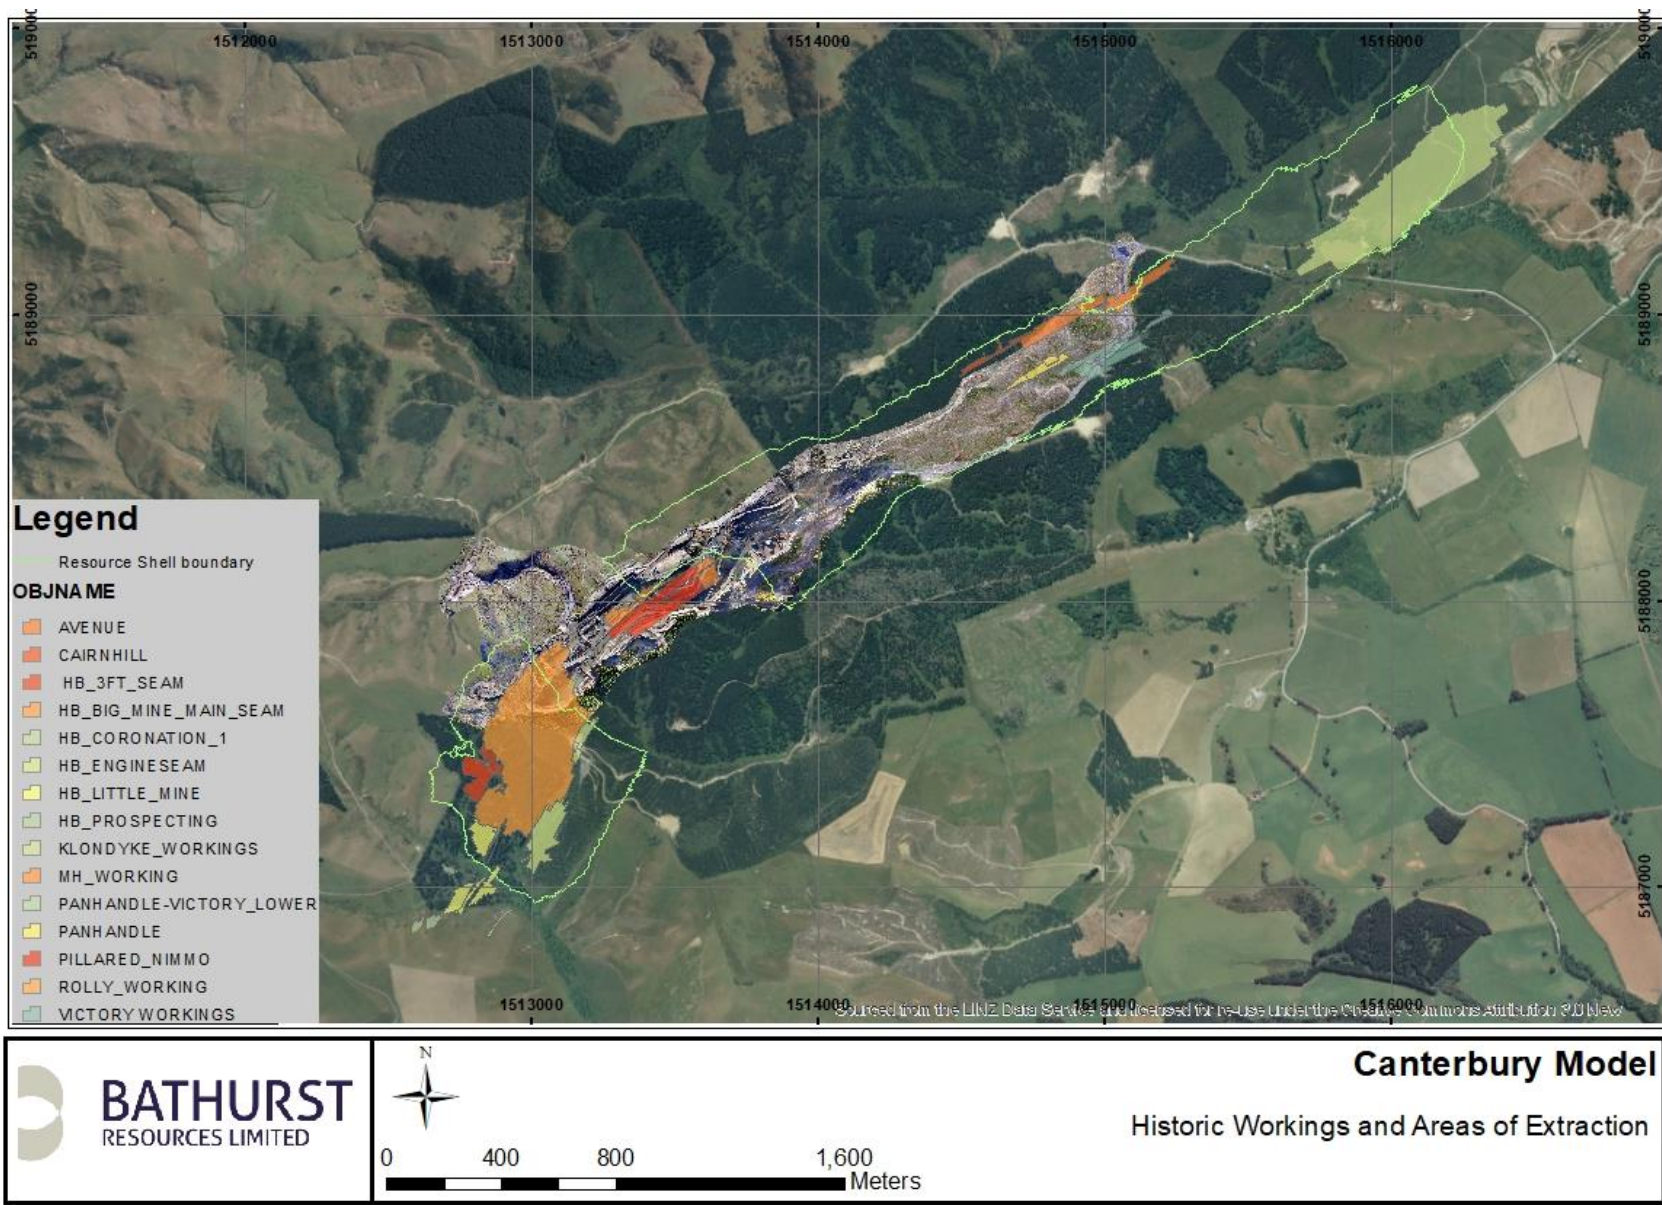 1512000 1513000 1514000 1515000 1516000
5189000 5189000
5188000
5187000
Legend
Resource Shell boundary
OBJNAME
AVENUE
CAIRNHILL
HB_3FT_SEAM
HB_BIG_MINE_MAIN_SEAM
HB_CORONATION_1
HB_ENGINESEAM
HB_LITTLE_MINE
HB_PROSPECTING
KLONDYKE_WORKINGS
MH_WORKING
PANHANDLE-VICTORY_LOWER
PANHANDLE
PILLARED_NIMMO
ROLLY_WORKING
VICTORY WORKINGS
1513000 1514000 1515000 1516000
Sourced from the LINZ Data Service and licensed for re-use under the Creative Commons Attribution 3.0 New
BATHURST
RESOURCES LIMITED
N
0 400 800 1,600
Meters
Canterbury Model
Historic Workings and Areas of Extraction